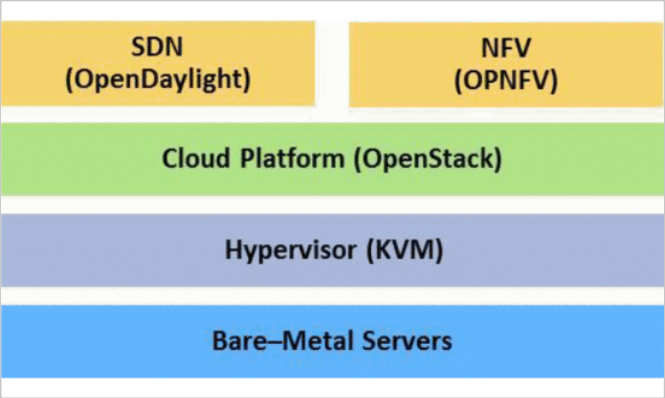 SDN
(OpenDaylight)
NFV
(OPNFV)
Cloud Platform (OpenStack)
Hypervisor (KVM)
Bare–Metal Servers